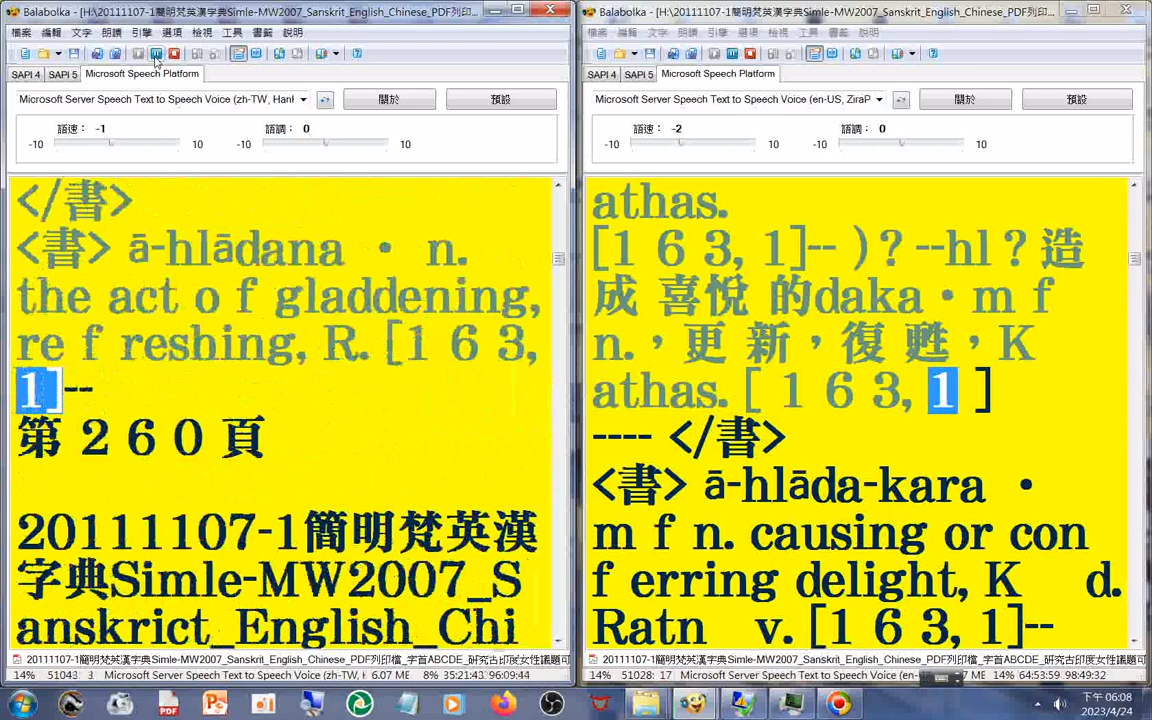 Balabolka - [H:\20111107-1簡明梵英漢字典Simle-MW2007_Sanskrit_English_Chinese_PDF列印...
檔案 編輯 文字 朗讀 引擎 選項 檢視 工具 書籤 說明
SAPI 4 SAPI 5 Microsoft Speech Platform
Microsoft Server Speech Text to Speech Voice (zh-TW, Hanl
關於 預設
語速： -1 語調： 0
-10 10 -10 10
</書>
<書> ā-hlādana • n.
the act o f gladdening,
re f reshing, R. [1 6 3,
1]--
第 2 6 0 頁
20111107-1簡明梵英漢
字典Simle-MW2007_S
anskrict_English_Chi
20111107-1簡明梵英漢字典Simle-MW2007_Sanskrit_English_Chinese_PDF列印檔_字首ABCDE_研究古印度女性議題可
14% 51043: 3 Microsoft Server Speech Text to Speech Voice (zh-TW, H 6.07 ME 8% 35:21:43 96:09:44
Balabolka - [H:\20111107-1簡明梵英漢字典Simle-MW2007_Sanskrit_English_Chinese_PDF列印...
檔案 編輯 文字 朗讀 引擎 選項 檢視 工具 書籤 說明
SAPI 4 SAPI 5 Microsoft Speech Platform
Microsoft Server Speech Text to Speech Voice (en-US, ZiraP
關於 預設
語速： -2 語調： 0
-10 10 -10 10
athas.
[1 6 3, 1]-- )？--hl？造
成 喜悅 的daka•m f
n.，更 新，復 甦，K
athas. [ 1 6 3, 1 ]
---- </書>
<書> ā-hlāda-kara •
m f n. causing or con
f erring delight, K d.
Ratn v. [1 6 3, 1]--
20111107-1簡明梵英漢字典Simle-MW2007_Sanskrit_English_Chinese_PDF列印檔_字首ABCDE_研究古印度女性議題可
14% 51028: 17 Microsoft Server Speech Text to Speech Voice 14% 64:53:59 98:49:32
PDF
下午 06:08
2023/4/24